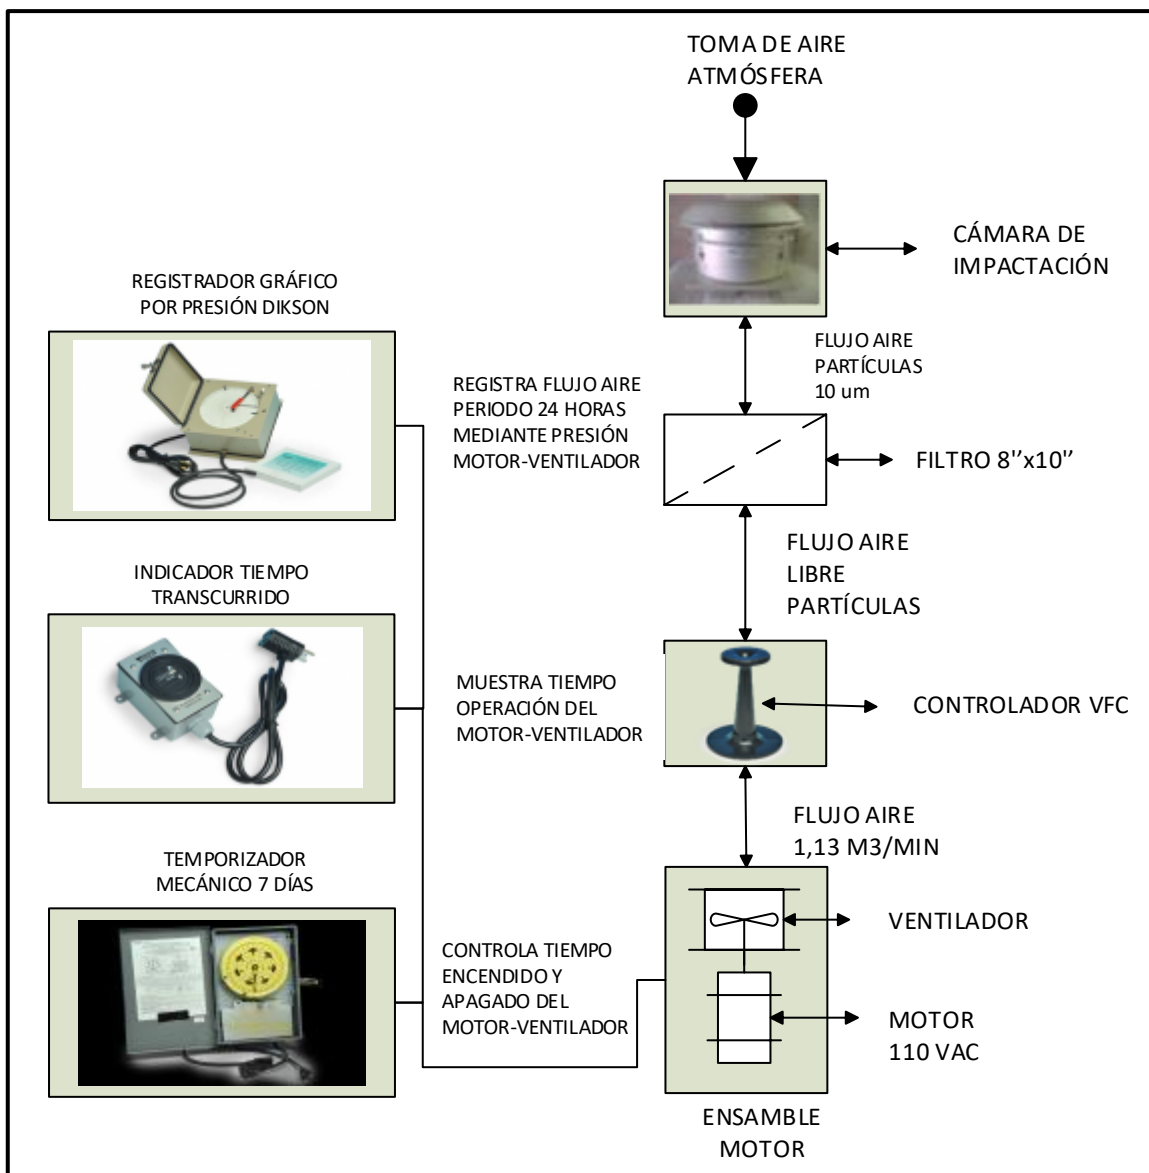 TOMA DE AIRE
ATMÓSFERA
CÁMARA DE
IMPACTACIÓN
REGISTRADOR GRÁFICO
POR PRESIÓN DIKSON
FLUJO AIRE
PARTÍCULAS
10 um
REGISTRA FLUJO AIRE
PERIODO 24 HORAS
MEDIANTE PRESIÓN
MOTOR-VENTILADOR
FILTRO 8''x10''
FLUJO AIRE
LIBRE
PARTÍCULAS
INDICADOR TIEMPO
TRANSCURRIDO
MUESTRA TIEMPO
OPERACIÓN DEL
MOTOR-VENTILADOR
CONTROLADOR VFC
FLUJO AIRE
1,13 M3/MIN
TEMPORIZADOR
MECÁNICO 7 DÍAS
VENTILADOR
CONTROLA TIEMPO
ENCENDIDO Y
APAGADO DEL
MOTOR-VENTILADOR
MOTOR
110 VAC
ENSAMBLE
MOTOR